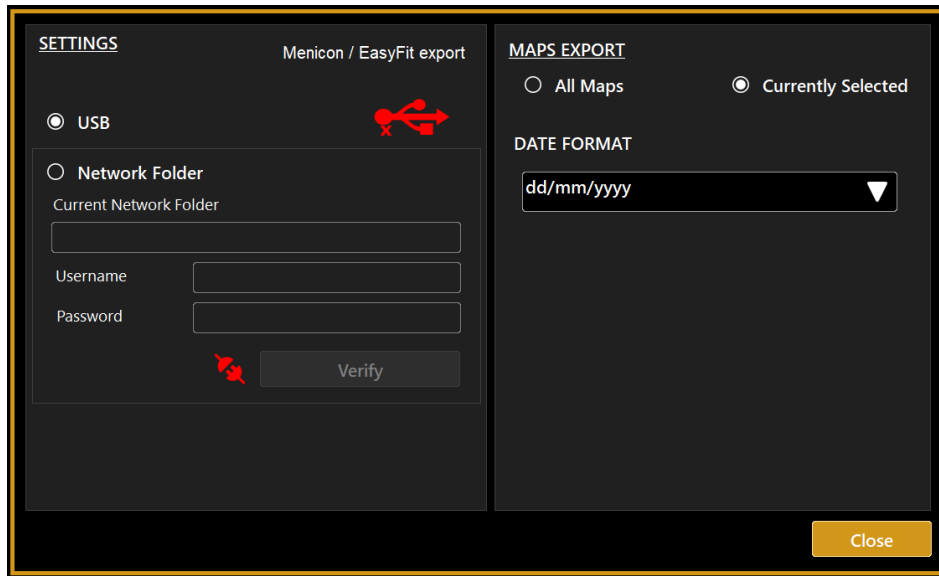 SETTINGS
Menicon / EasyFit export
USB
Network Folder
Current Network Folder
Username
Password
Verify
MAPS EXPORT
All Maps
Currently Selected
DATE FORMAT
dd/mm/yyyy
Close